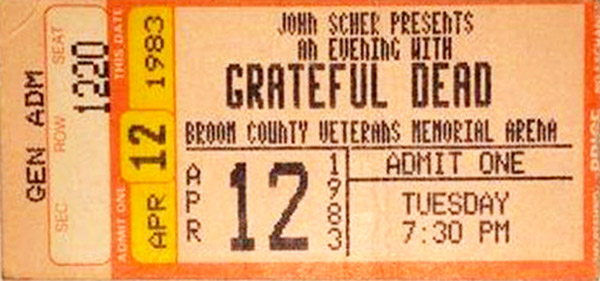 GEN ADM
SEC ROW SEAT
1220
ADMIT ONE THIS DATE
APR 12 1983
JOHN SCHER PRESENTS
AN EVENING WITH
GRATEFUL DEAD
BROOM COUNTY VETERANS MEMORIAL ARENA
APR 12 1983
ADMIT ONE
TUESDAY
7:30 PM